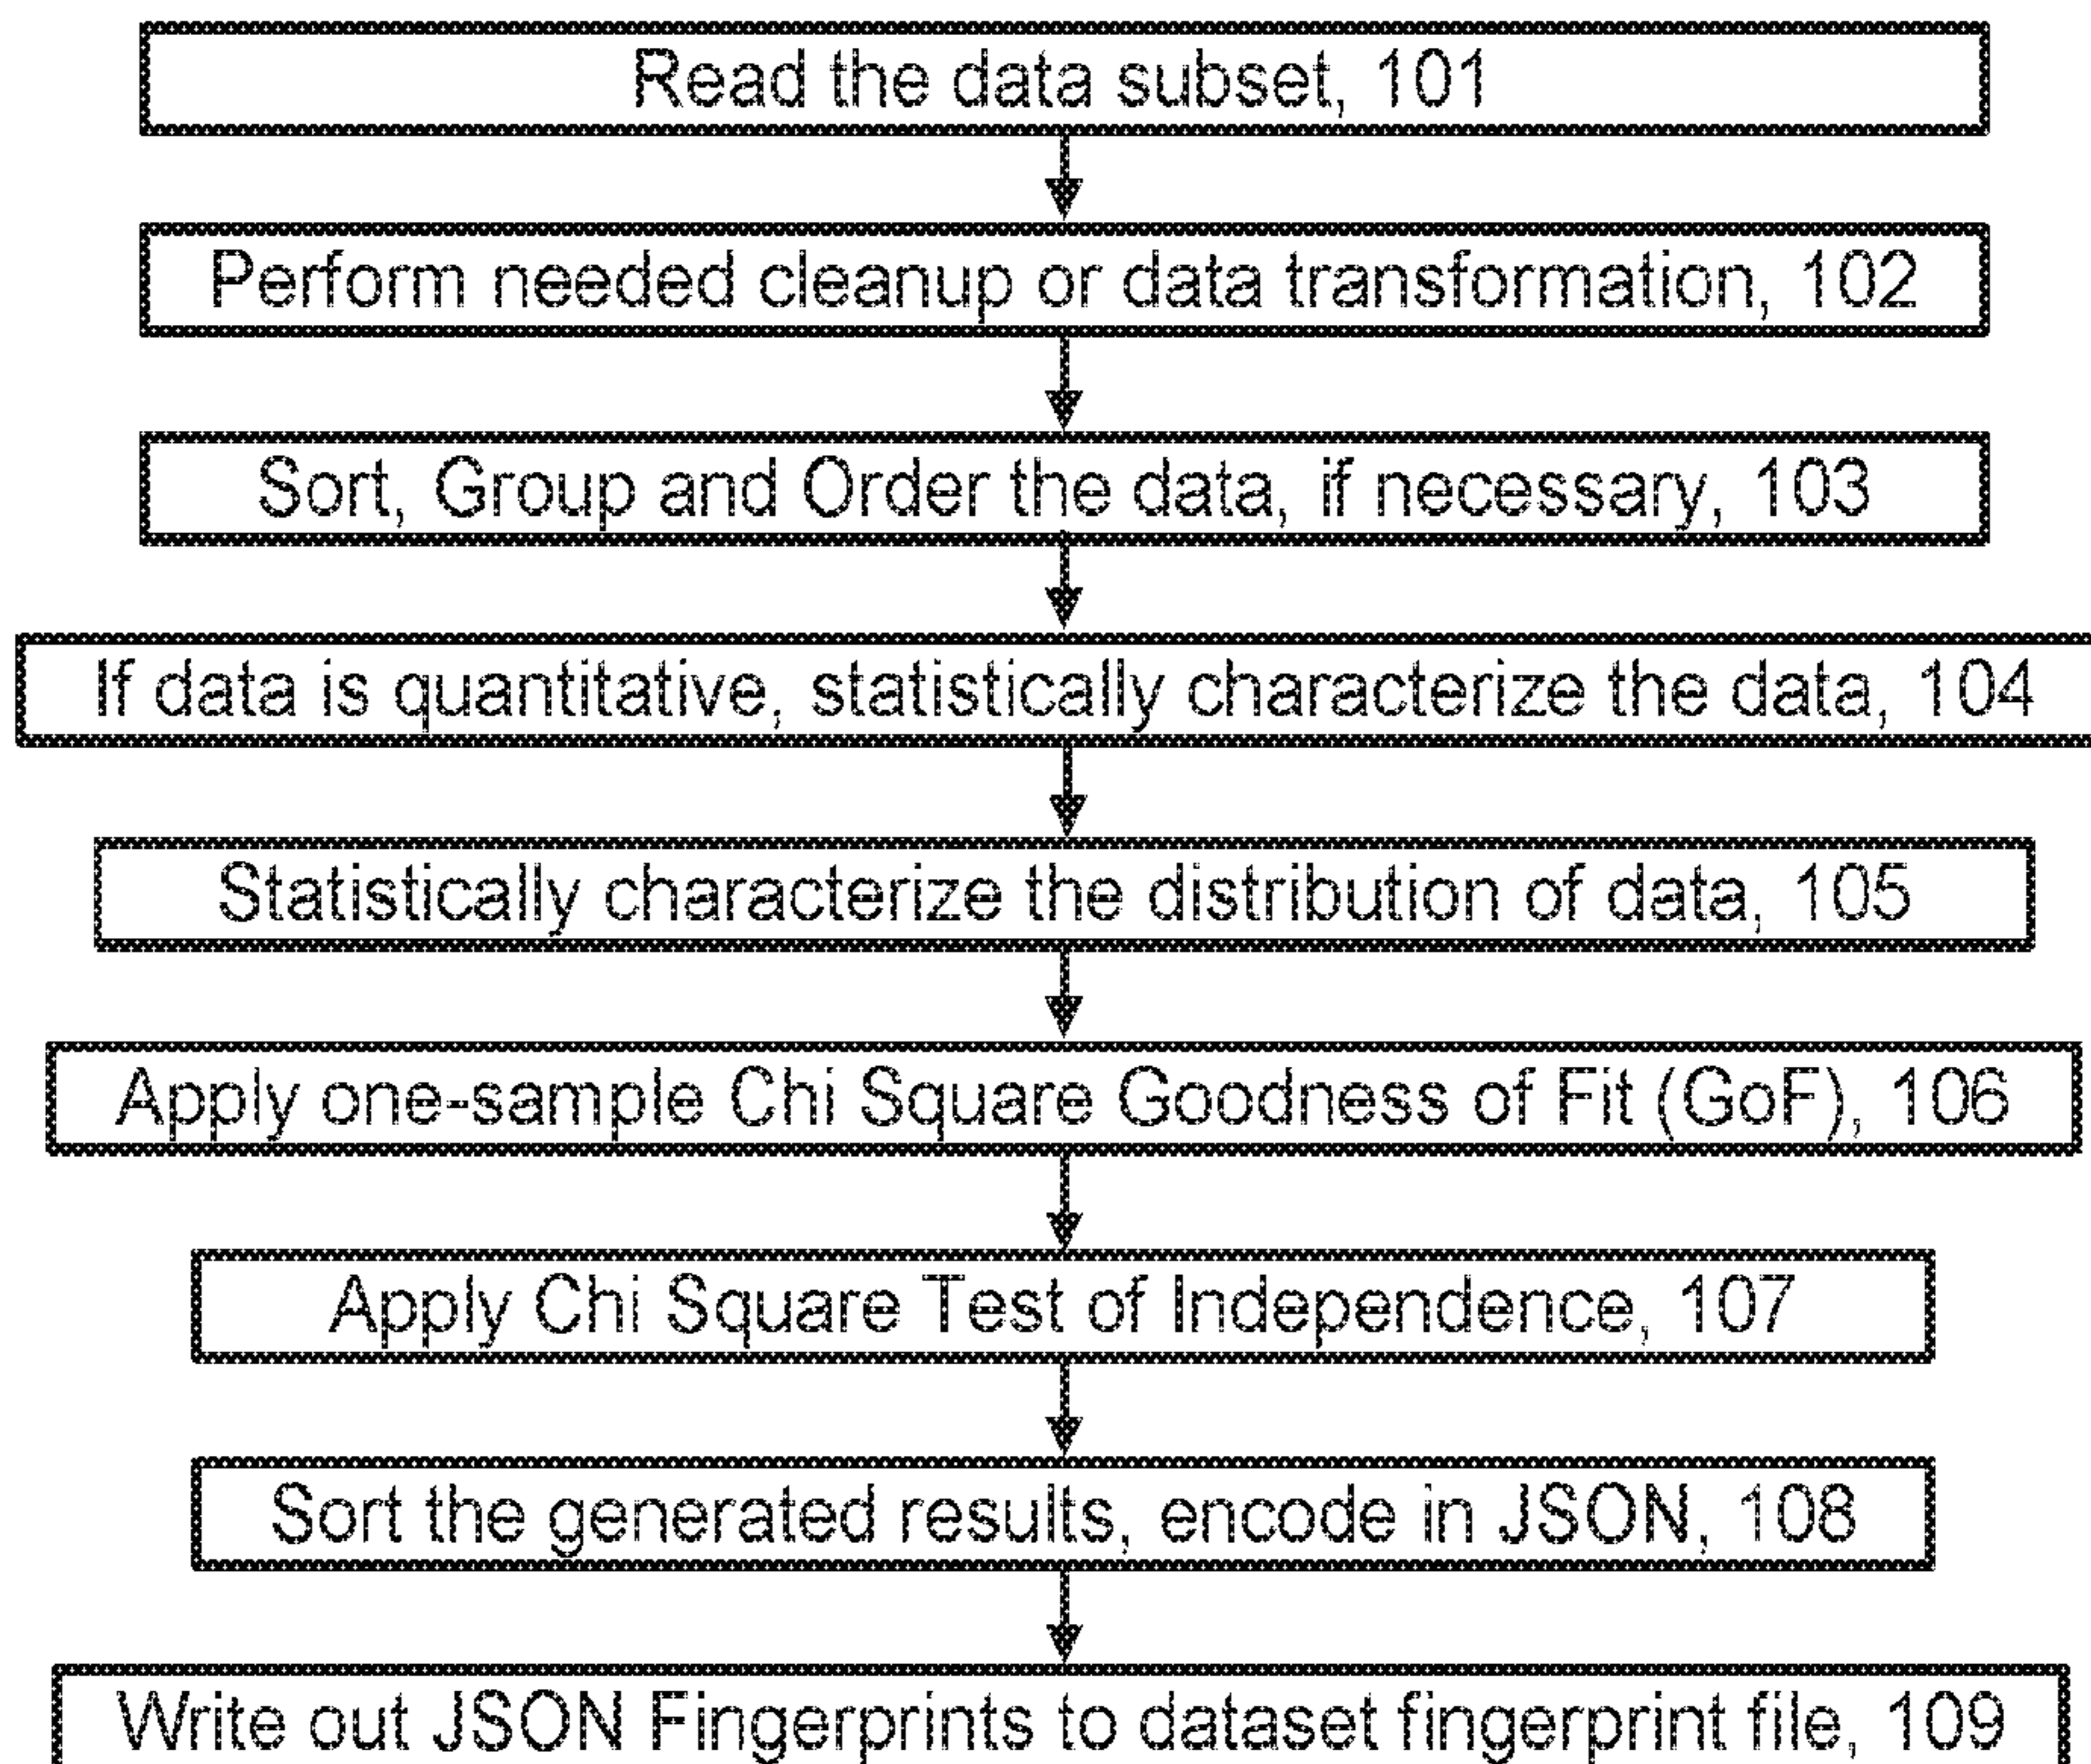 Read the data subset, 101
Perform needed cleanup or data transformation, 102
Sort, Group and Order the data, if necessary, 103
If data is quantitative, statistically characterize the data, 104
Statistically characterize the distribution of data, 105
Apply one-sample Chi Square Goodness of Fit (GoF), 106
Apply Chi Square Test of Independence, 107
Sort the generated results, encode in JSON, 108
Write out JSON Fingerprints to dataset fingerprint file, 109